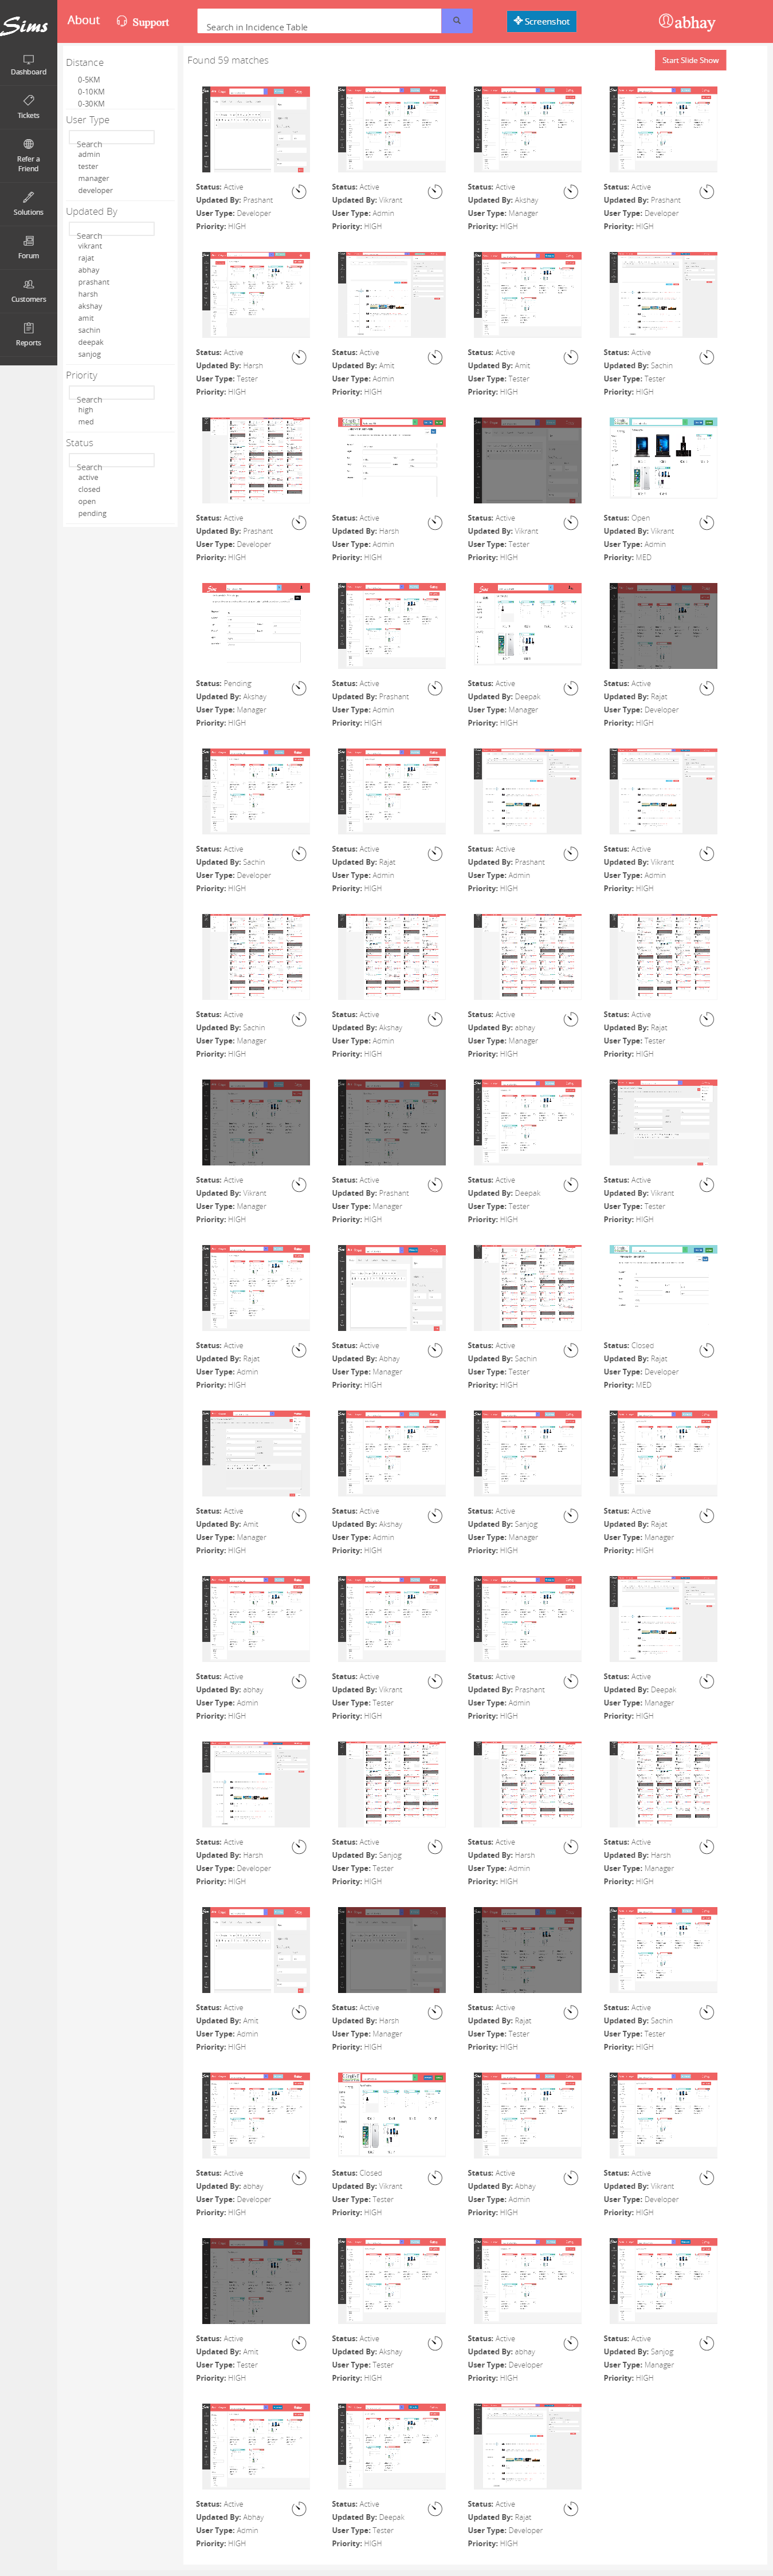 Sims
About
Support
Search in Incidence Table
Screenshot
abhay
Dashboard
Tickets
Refer a
Friend
Solutions
Forum
Customers
Reports
Distance
0-5KM
0-10KM
0-30KM
User Type
Search
admin
tester
manager
developer
Updated By
Search
vikrant
rajat
abhay
prashant
harsh
akshay
amit
sachin
deepak
sanjog
Priority
Search
high
med
Status
Search
active
closed
open
pending
Found 59 matches
Start Slide Show
Status: Active Status: Active Status: Active Status: Active
Updated By: Prashant Updated By: Vikrant Updated By: Akshay Updated By: Prashant
User Type: Developer User Type: Admin User Type: Manager User Type: Developer
Priority: HIGH Priority: HIGH Priority: HIGH Priority: HIGH
Status: Active Status: Active Status: Active Status: Active
Updated By: Harsh Updated By: Amit Updated By: Amit Updated By: Sachin
User Type: Tester User Type: Admin User Type: Tester User Type: Tester
Priority: HIGH Priority: HIGH Priority: HIGH Priority: HIGH
Status: Active Status: Active Status: Active Status: Open
Updated By: Prashant Updated By: Harsh Updated By: Vikrant Updated By: Vikrant
User Type: Developer User Type: Admin User Type: Tester User Type: Admin
Priority: HIGH Priority: HIGH Priority: HIGH Priority: MED
Status: Pending Status: Active Status: Active Status: Active
Updated By: Akshay Updated By: Prashant Updated By: Deepak Updated By: Rajat
User Type: Manager User Type: Admin User Type: Manager User Type: Developer
Priority: HIGH Priority: HIGH Priority: HIGH Priority: HIGH
Status: Active Status: Active Status: Active Status: Active
Updated By: Sachin Updated By: Rajat Updated By: Prashant Updated By: Vikrant
User Type: Developer User Type: Admin User Type: Admin User Type: Admin
Priority: HIGH Priority: HIGH Priority: HIGH Priority: HIGH
Status: Active Status: Active Status: Active Status: Active
Updated By: Sachin Updated By: Akshay Updated By: abhay Updated By: Rajat
User Type: Manager User Type: Admin User Type: Manager User Type: Tester
Priority: HIGH Priority: HIGH Priority: HIGH Priority: HIGH
Status: Active Status: Active Status: Active Status: Active
Updated By: Vikrant Updated By: Prashant Updated By: Deepak Updated By: Vikrant
User Type: Manager User Type: Manager User Type: Tester User Type: Tester
Priority: HIGH Priority: HIGH Priority: HIGH Priority: HIGH
Status: Active Status: Active Status: Active Status: Closed
Updated By: Rajat Updated By: Abhay Updated By: Sachin Updated By: Rajat
User Type: Admin User Type: Manager User Type: Tester User Type: Developer
Priority: HIGH Priority: HIGH Priority: HIGH Priority: MED
Status: Active Status: Active Status: Active Status: Active
Updated By: Amit Updated By: Akshay Updated By: Sanjog Updated By: Rajat
User Type: Manager User Type: Admin User Type: Manager User Type: Manager
Priority: HIGH Priority: HIGH Priority: HIGH Priority: HIGH
Status: Active Status: Active Status: Active Status: Active
Updated By: abhay Updated By: Vikrant Updated By: Prashant Updated By: Deepak
User Type: Admin User Type: Tester User Type: Admin User Type: Manager
Priority: HIGH Priority: HIGH Priority: HIGH Priority: HIGH
Status: Active Status: Active Status: Active Status: Active
Updated By: Harsh Updated By: Sanjog Updated By: Harsh Updated By: Harsh
User Type: Developer User Type: Tester User Type: Admin User Type: Manager
Priority: HIGH Priority: HIGH Priority: HIGH Priority: HIGH
Status: Active Status: Active Status: Active Status: Active
Updated By: Amit Updated By: Harsh Updated By: Rajat Updated By: Sachin
User Type: Admin User Type: Manager User Type: Tester User Type: Tester
Priority: HIGH Priority: HIGH Priority: HIGH Priority: HIGH
Status: Active Status: Closed Status: Active Status: Active
Updated By: abhay Updated By: Vikrant Updated By: Abhay Updated By: Vikrant
User Type: Developer User Type: Tester User Type: Admin User Type: Developer
Priority: HIGH Priority: HIGH Priority: HIGH Priority: HIGH
Status: Active Status: Active Status: Active Status: Active
Updated By: Amit Updated By: Akshay Updated By: abhay Updated By: Sanjog
User Type: Tester User Type: Tester User Type: Developer User Type: Manager
Priority: HIGH Priority: HIGH Priority: HIGH Priority: HIGH
Status: Active Status: Active Status: Active
Updated By: Abhay Updated By: Deepak Updated By: Rajat
User Type: Admin User Type: Tester User Type: Developer
Priority: HIGH Priority: HIGH Priority: HIGH